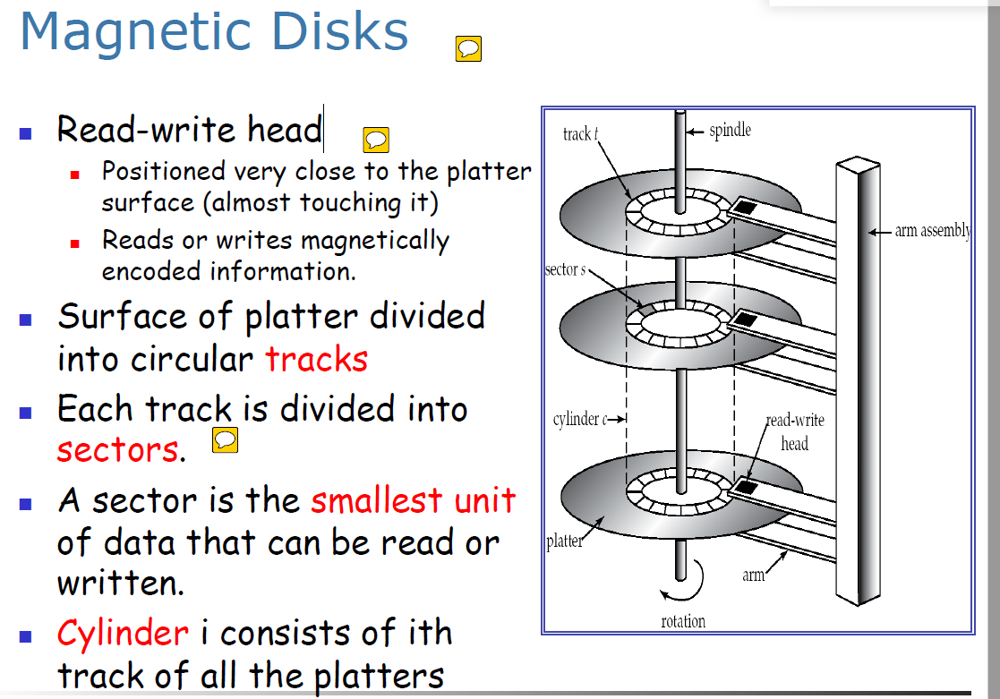 Magnetic Disks
Read-write head
Positioned very close to the platter
surface (almost touching it)
Reads or writes magnetically
encoded information.
Surface of platter divided
into circular tracks
Each track is divided into
sectors.
A sector is the smallest unit
of data that can be read or
written.
Cylinder i consists of ith
track of all the platters
track t
spindle
arm assembly
sector s
cylinder c
read-write
head
platter
arm
rotation